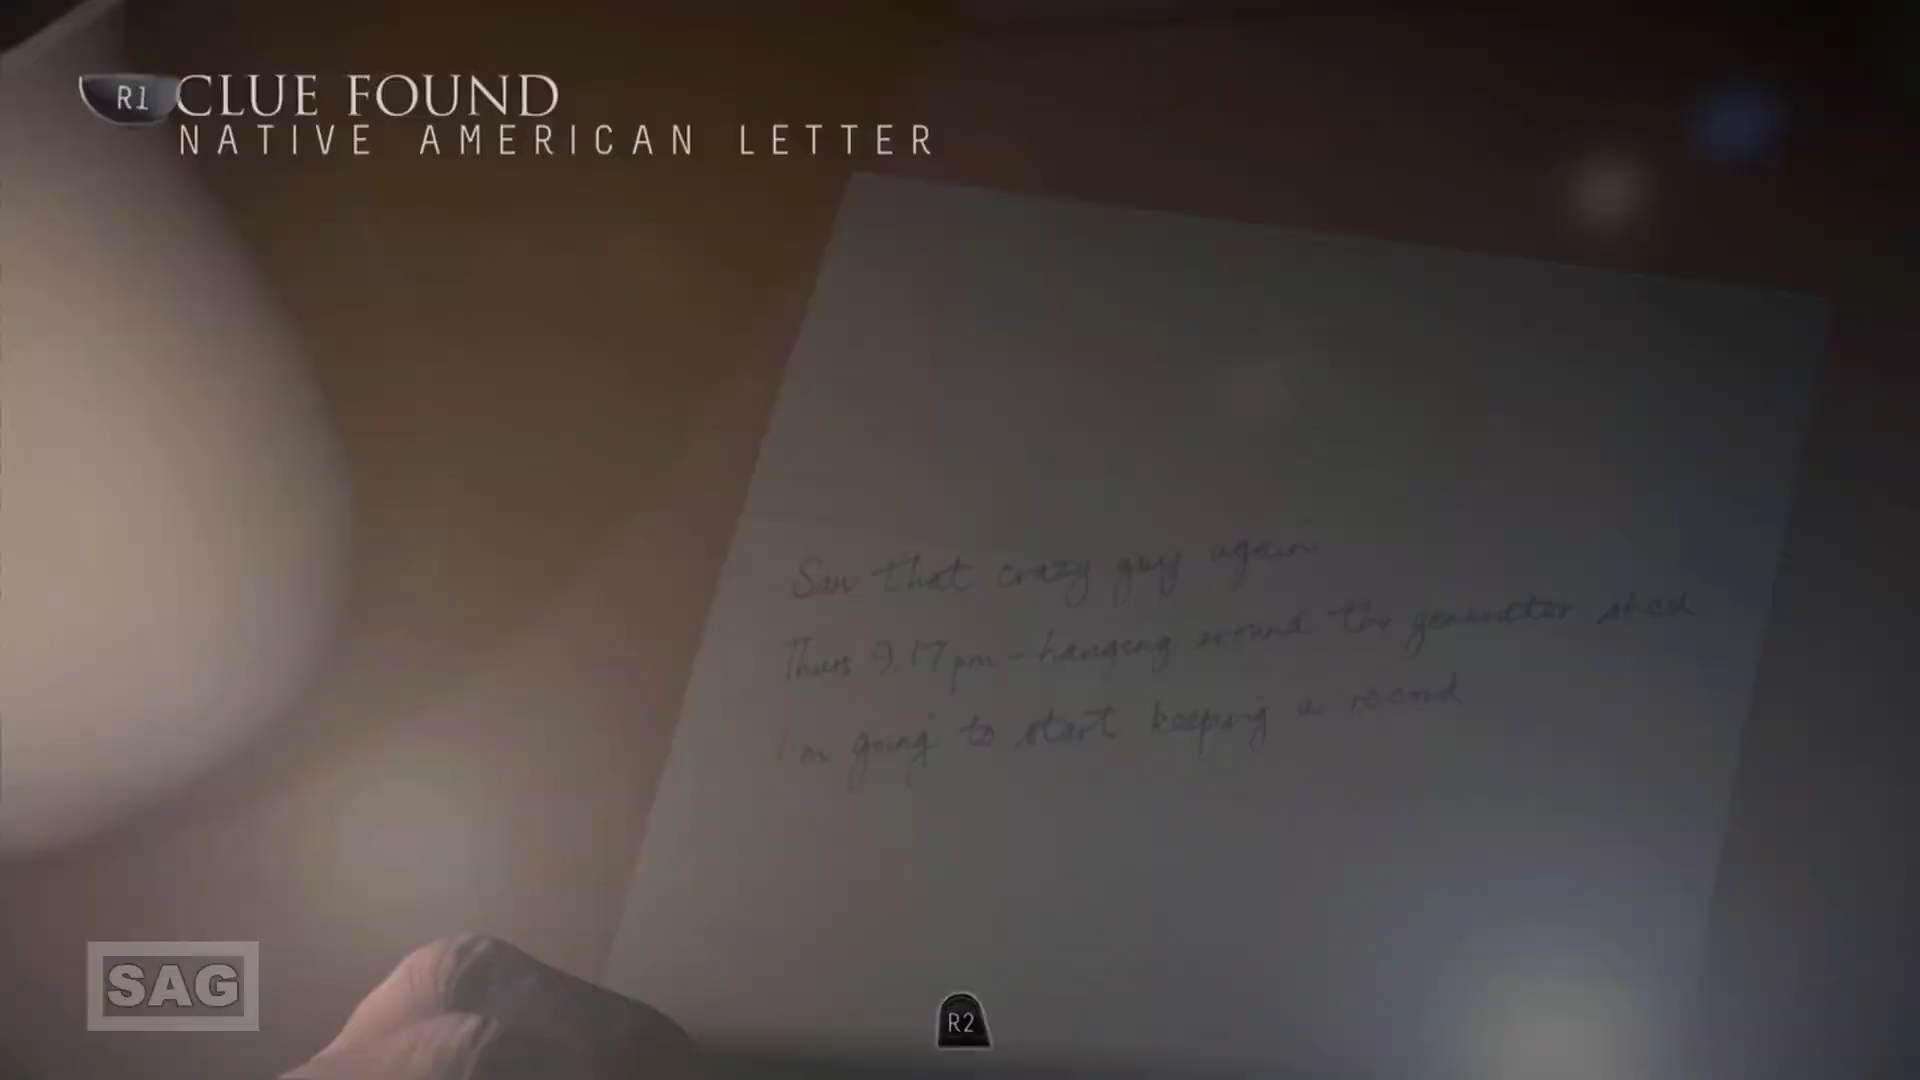 R1 CLUE FOUND
NATIVE AMERICAN LETTER
Saw that crazy guy again
Thurs 9.17pm - hanging around the generator shed
I'm going to start keeping a record
SAG
R2